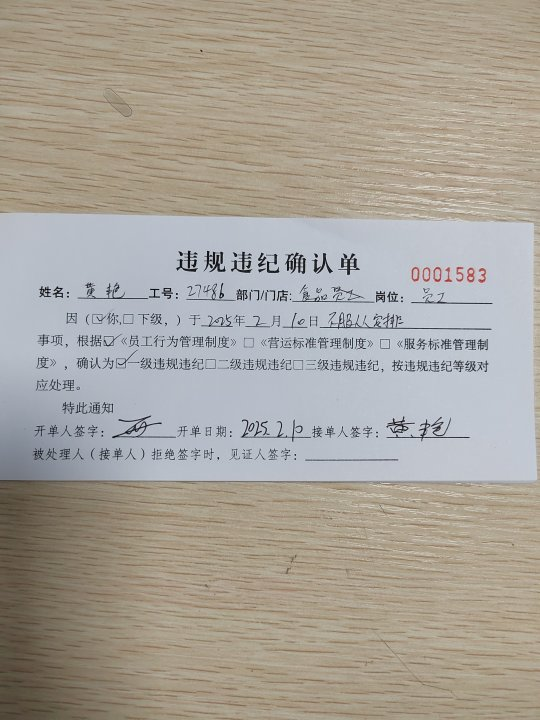 违规违纪确认单
0001583
姓名：黄艳 工号：27486 部门/门店：食品 岗位：员工
因（☑你，□下级，）于2025年2月10日 不服从安排
事项，根据☑《员工行为管理制度》□《营运标准管理制度》□《服务标准管理制
度》，确认为☑一级违规违纪□二级违规违纪□三级违规违纪，按违规违纪等级对
应处理。
特此通知
开单人签字： 开单日期：2025.2.10 接单人签字：黄艳
被处理人（接单人）拒绝签字时，见证人签字：